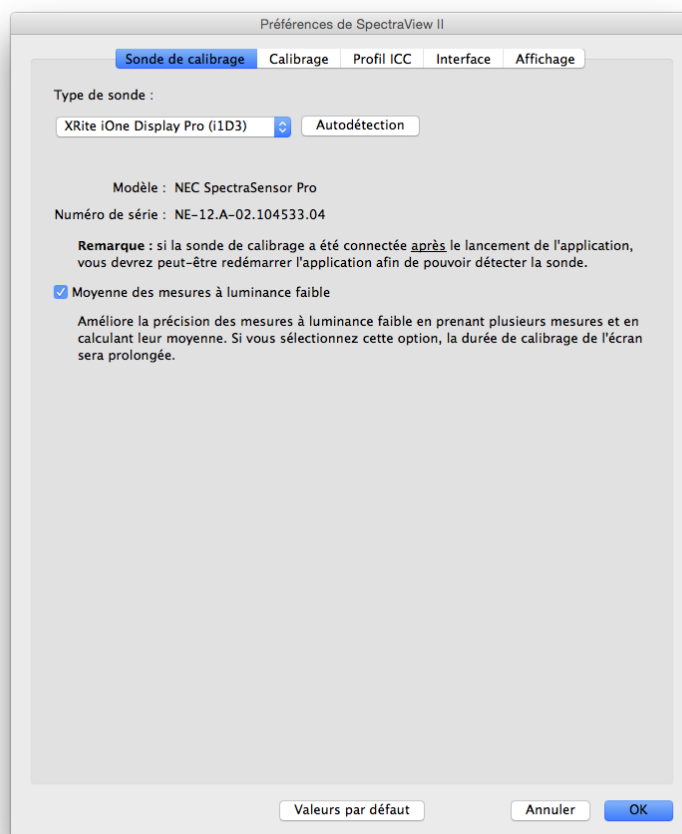 Préférences de SpectraView II
Sonde de calibrage Calibrage Profil ICC Interface Affichage
Type de sonde :
XRite iOne Display Pro (i1D3) Autodétection
Modèle : NEC SpectraSensor Pro
Numéro de série : NE-12.A-02.104533.04
Remarque : si la sonde de calibrage a été connectée après le lancement de l'application,
vous devrez peut-être redémarrer l'application afin de pouvoir détecter la sonde.
Moyenne des mesures à luminance faible
Améliore la précision des mesures à luminance faible en prenant plusieurs mesures et en
calculant leur moyenne. Si vous sélectionnez cette option, la durée de calibrage de l'écran
sera prolongée.
Valeurs par défaut Annuler OK